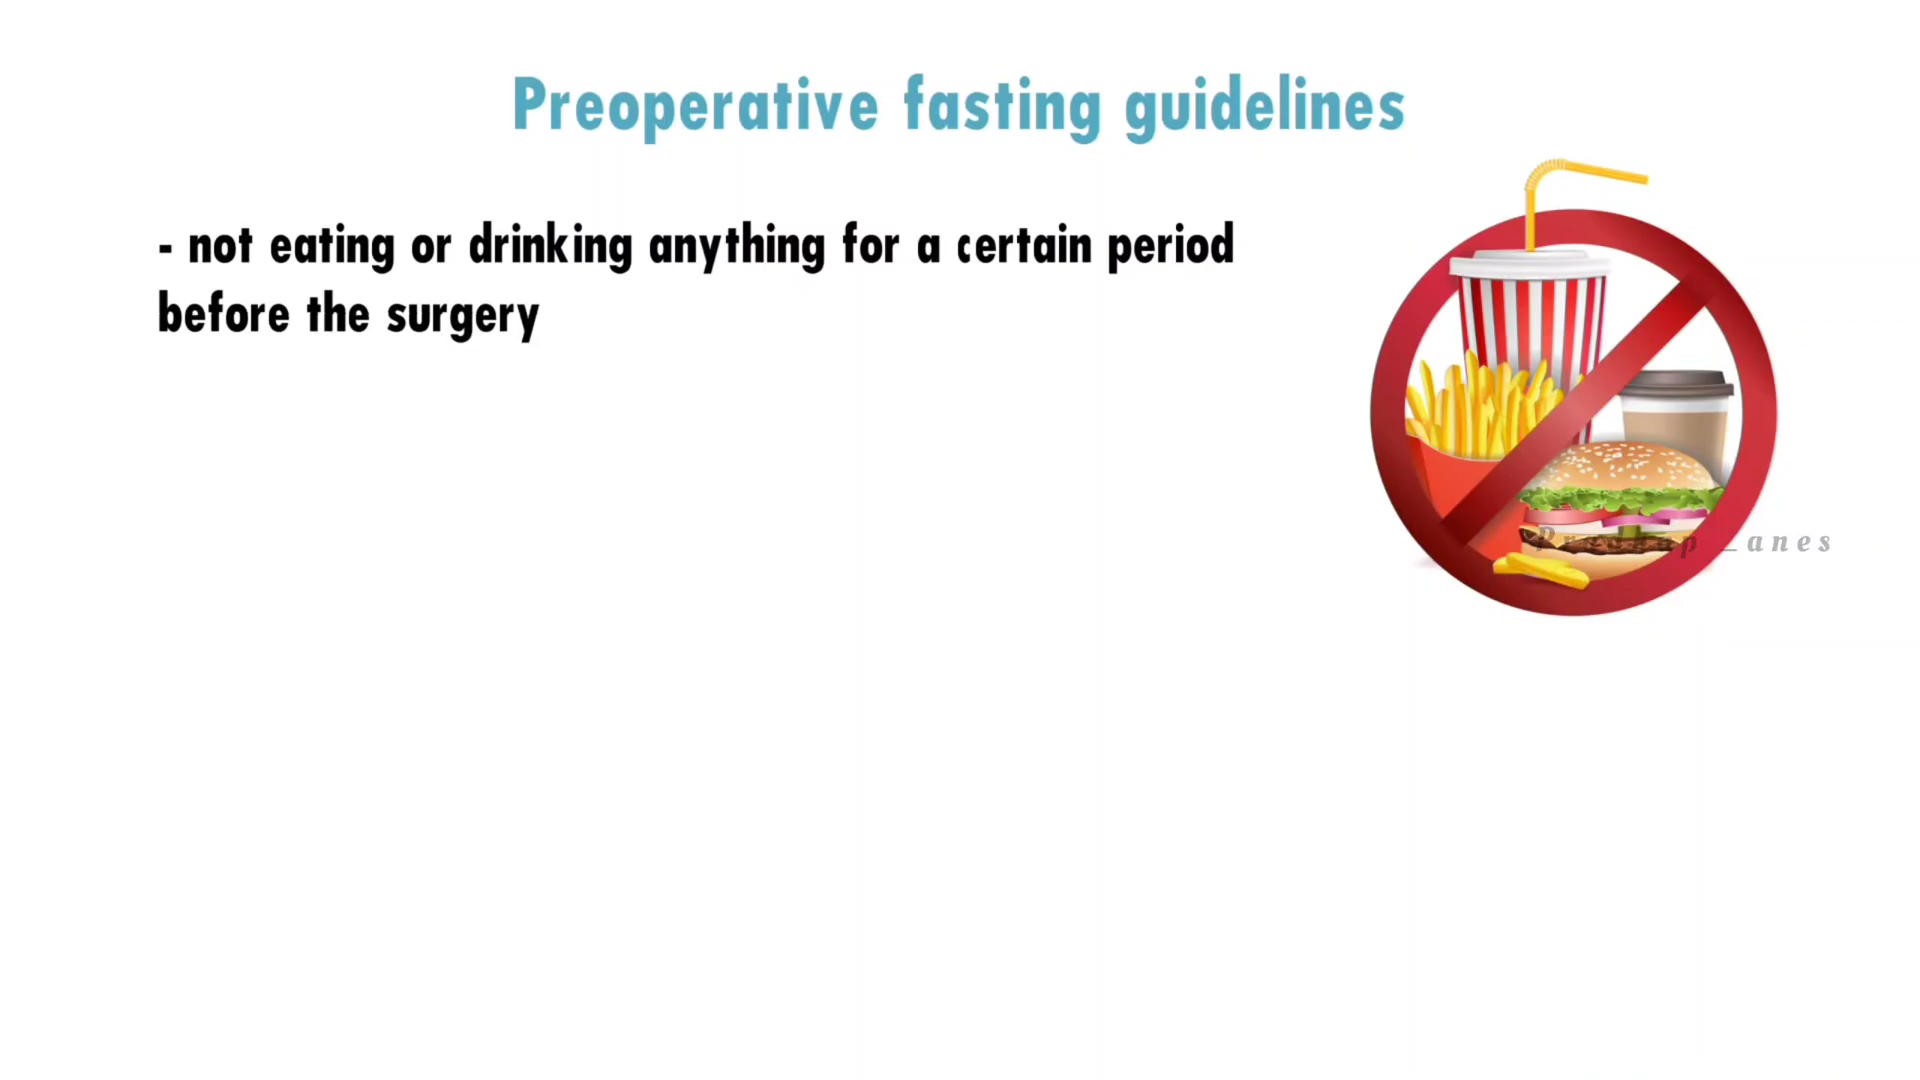 Preoperative fasting guidelines
- not eating or drinking anything for a certain period
before the surgery